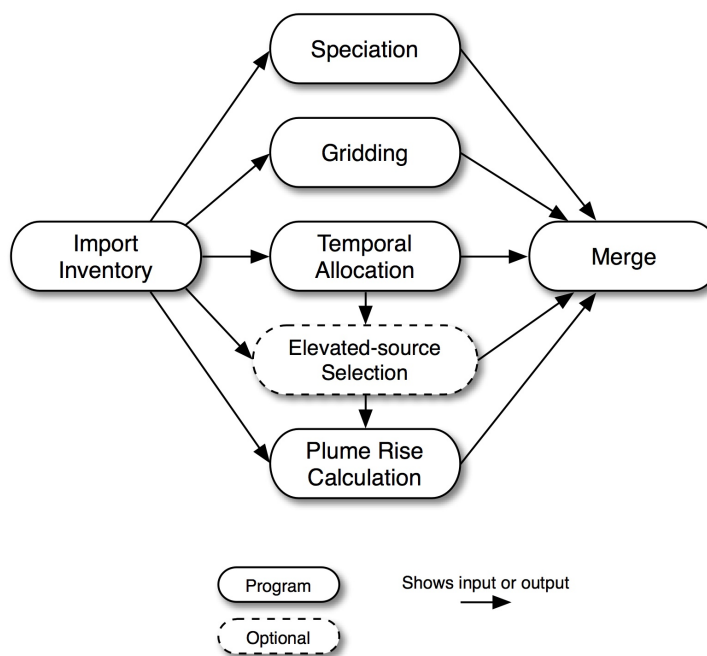 Speciation
Gridding
Import
Inventory
Temporal
Allocation
Merge
Elevated-source
Selection
Plume Rise
Calculation
Program
Shows input or output
Optional